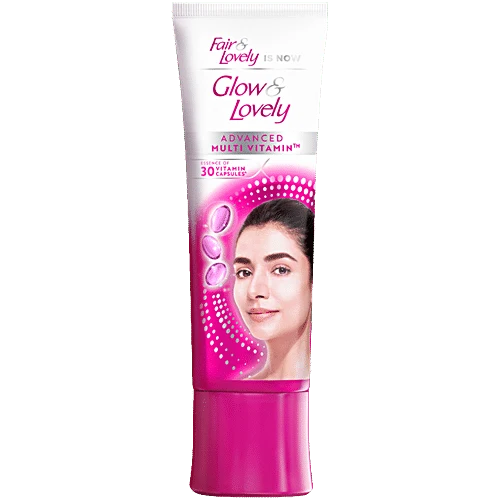 Fair &
Lovely IS NOW
Glow &
Lovely
ADVANCED
MULTI VITAMIN™
ESSENCE OF
30 VITAMIN
CAPSULES*